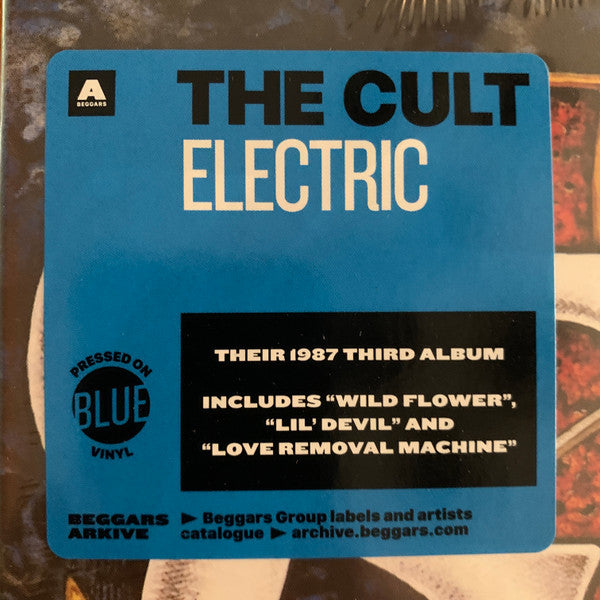 A
BEGGARS
THE CULT
ELECTRIC
THEIR 1987 THIRD ALBUM
INCLUDES “WILD FLOWER”,
“LIL’ DEVIL” AND
“LOVE REMOVAL MACHINE”
PRESSED ON
BLUE
VINYL
BEGGARS
ARKIVE
► Beggars Group labels and artists
catalogue ► archive.beggars.com